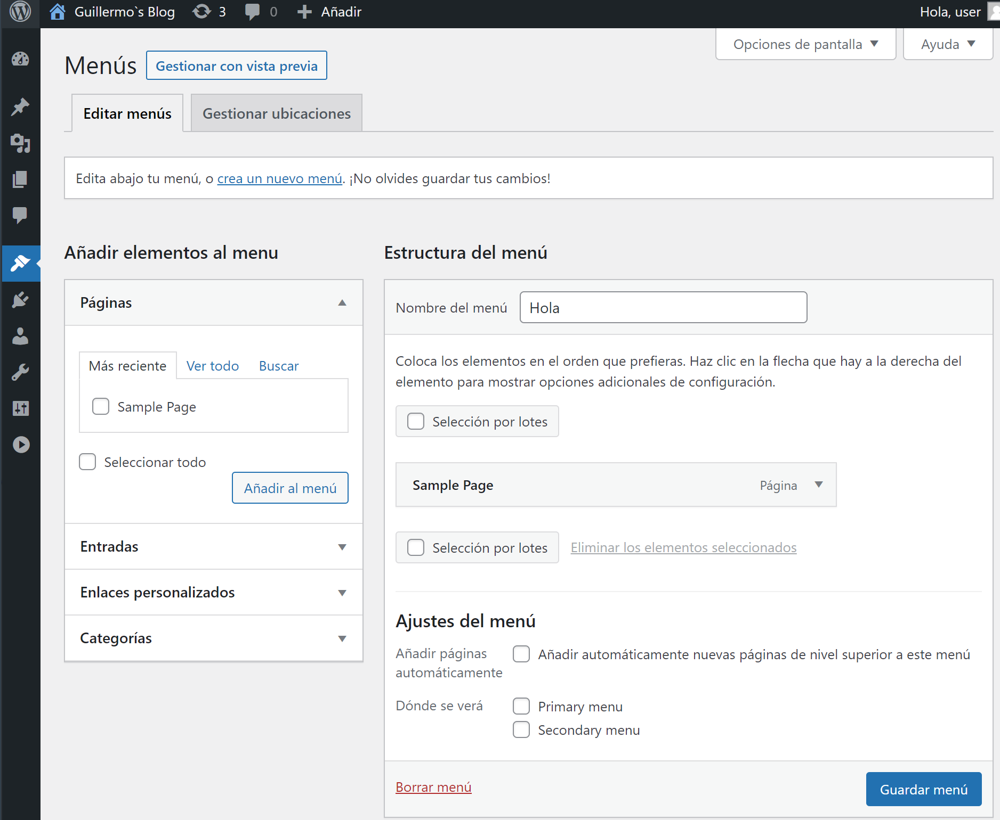 Guillermo`s Blog 3 0 Añadir Hola, user
Opciones de pantalla Ayuda
Menús Gestionar con vista previa
Editar menús Gestionar ubicaciones
Edita abajo tu menú, o crea un nuevo menú. ¡No olvides guardar tus cambios!
Añadir elementos al menu
Páginas
Más reciente Ver todo Buscar
Sample Page
Seleccionar todo
Añadir al menú
Entradas
Enlaces personalizados
Categorías
Estructura del menú
Nombre del menú Hola
Coloca los elementos en el orden que prefieras. Haz clic en la flecha que hay a la derecha del
elemento para mostrar opciones adicionales de configuración.
Selección por lotes
Sample Page Página
Selección por lotes Eliminar los elementos seleccionados
Ajustes del menú
Añadir páginas
automáticamente
Añadir automáticamente nuevas páginas de nivel superior a este menú
Dónde se verá
Primary menu
Secondary menu
Borrar menú Guardar menú